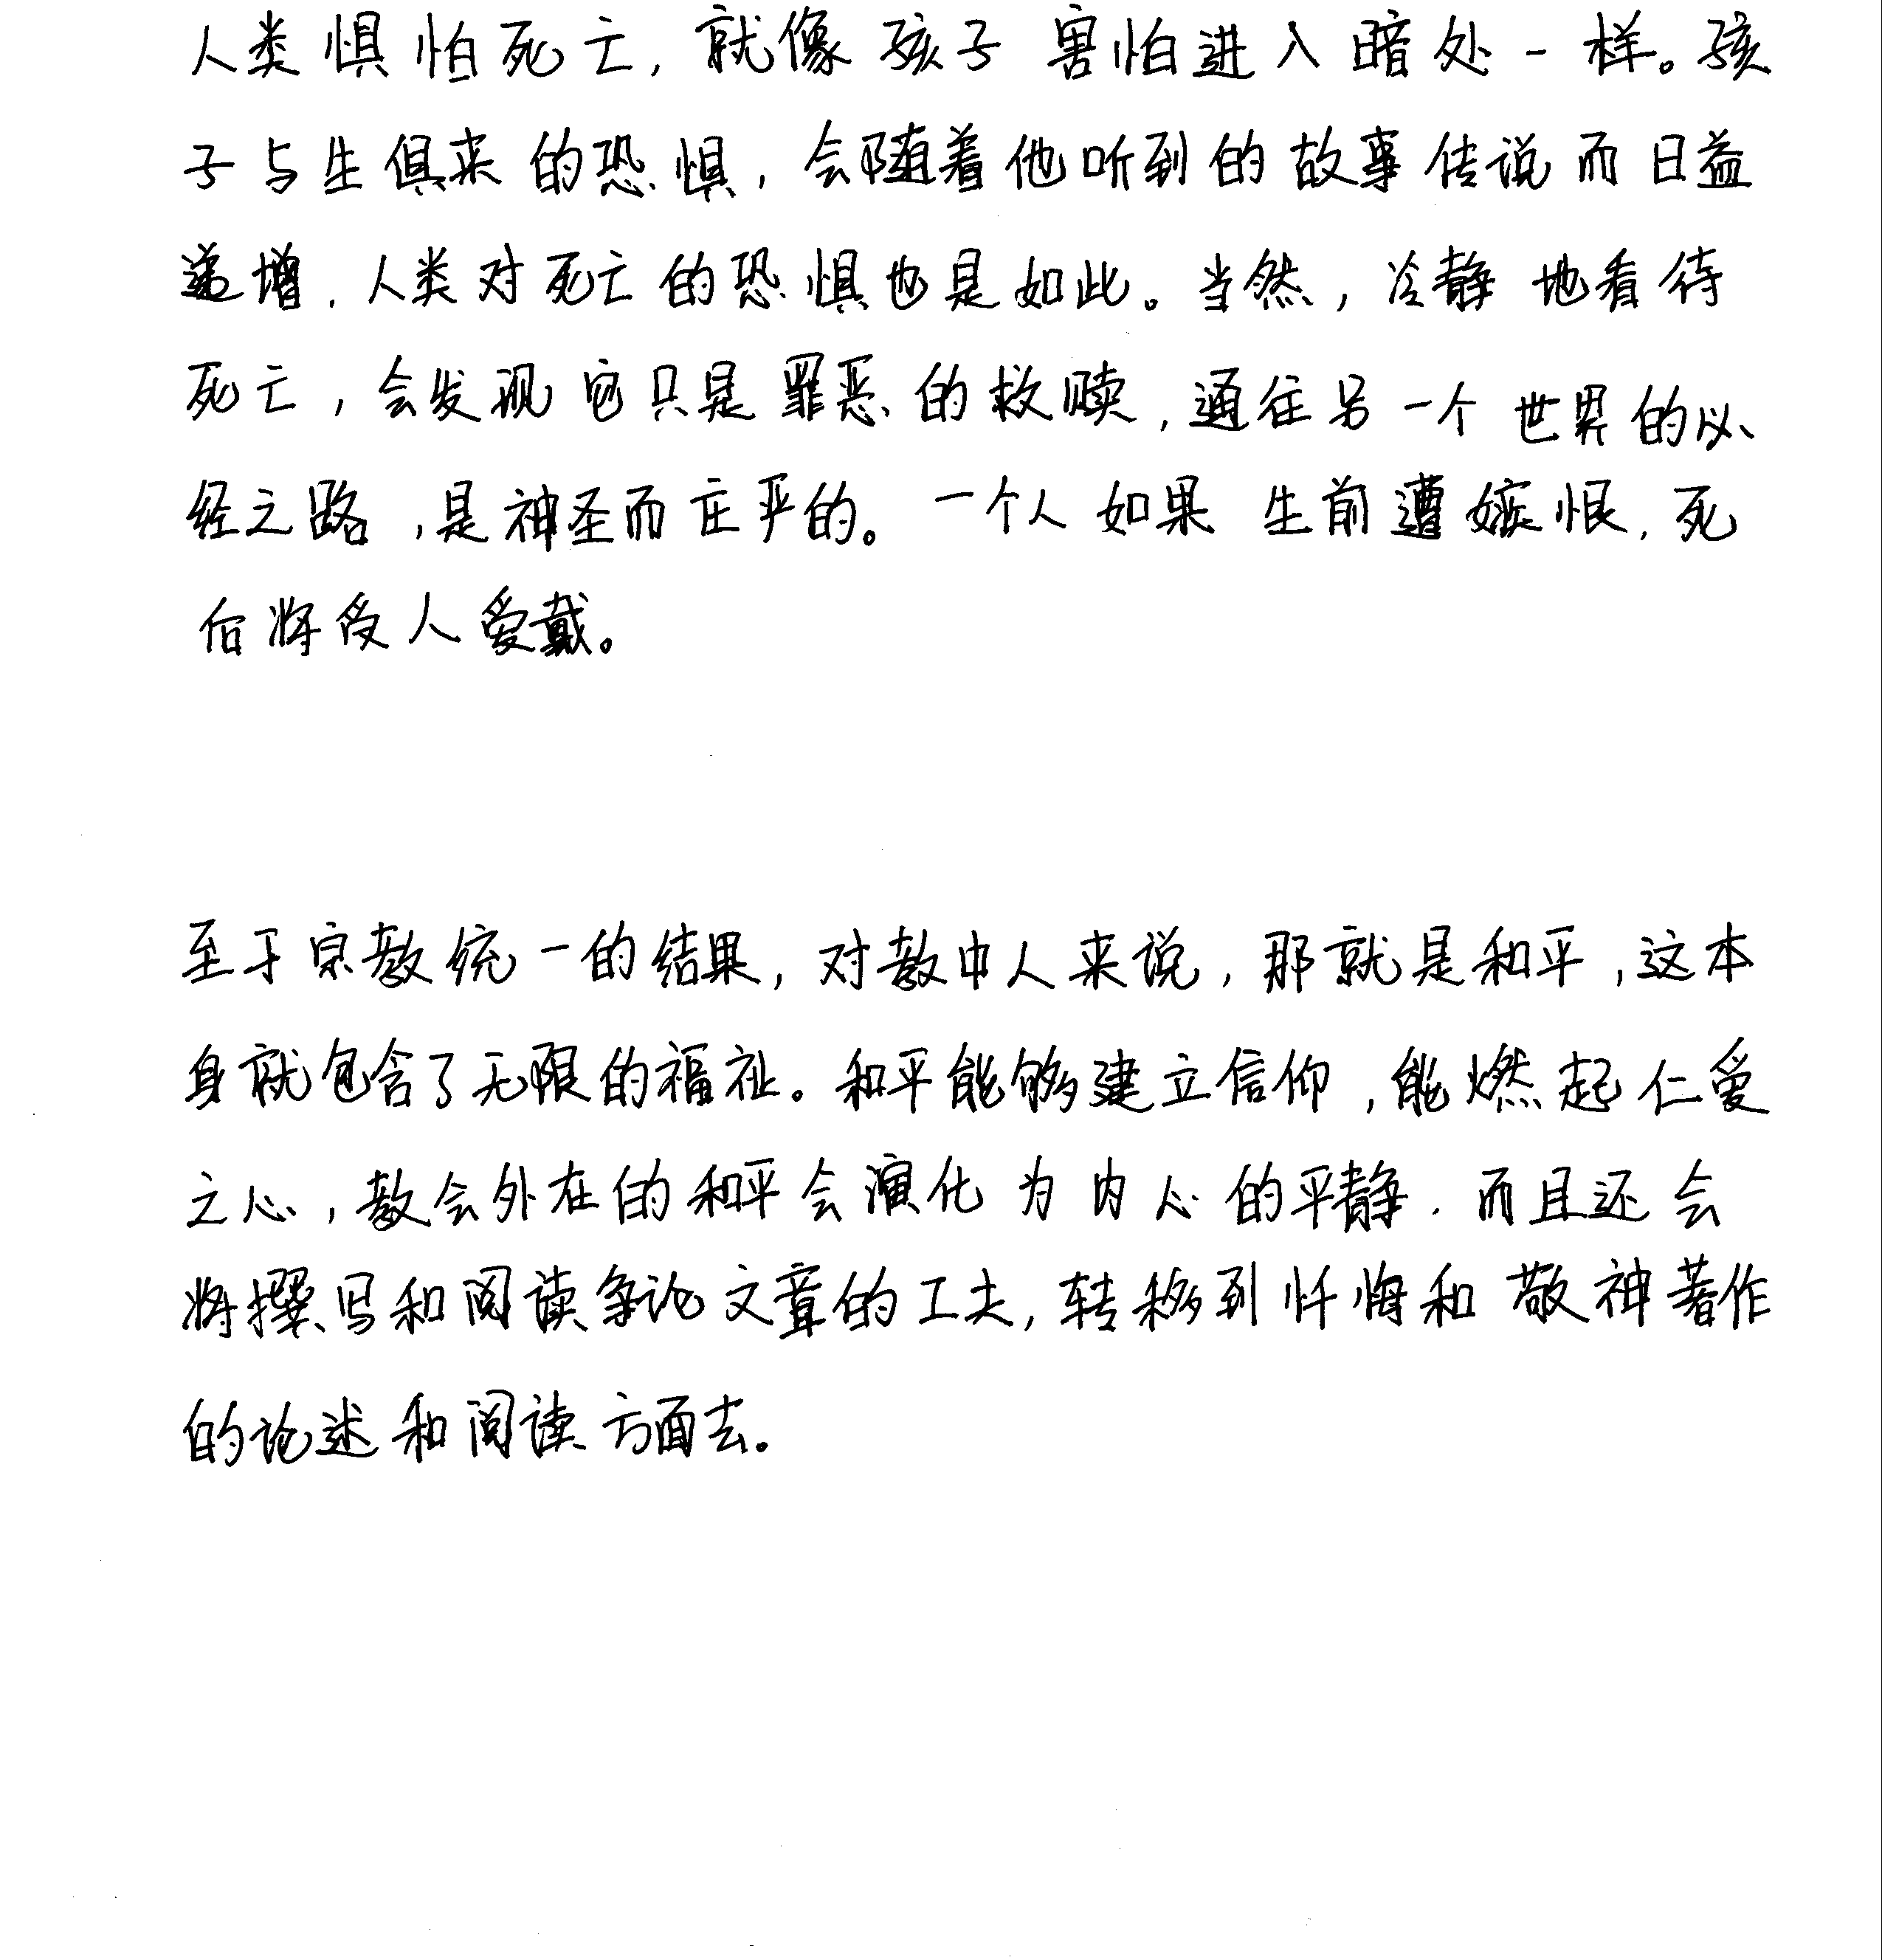 人类惧怕死亡，就像孩子害怕进入暗处一样。孩
子与生俱来的恐惧，会随着他听到的故事传说而日益
递增，人类对死亡的恐惧也是如此。当然，冷静地看待
死亡，会发现它只是罪恶的救赎，通往另一个世界的必
经之路，是神圣而庄严的。一个人如果生前遭嫉恨，死
后将受人爱戴。
至于宗教统一的结果，对教中人来说，那就是和平，这本
身就包含了无限的福祉。和平能够建立信仰，能燃起仁爱
之心，教会外在的和平会演化为内心的平静．而且还会
将撰写和阅读争论文章的工夫，转移到忏悔和敬神著作
的论述和阅读方面去。